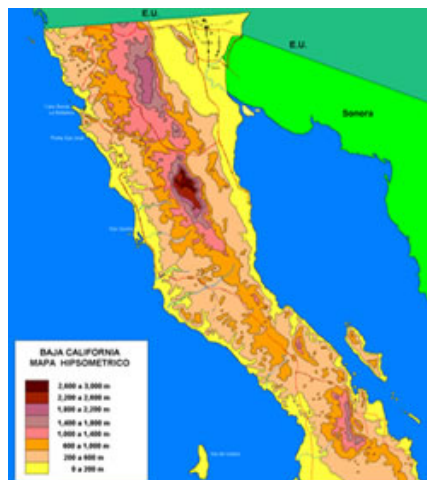 E.U.
E.U.
Sonora
BAJA CALIFORNIA
MAPA HIPSOMETRICO
2,600 a 3,000 m
2,200 a 2,600 m
1,800 a 2,200 m
1,400 a 1,800 m
1,000 a 1,400 m
600 a 1,000 m
200 a 600 m
0 a 200 m